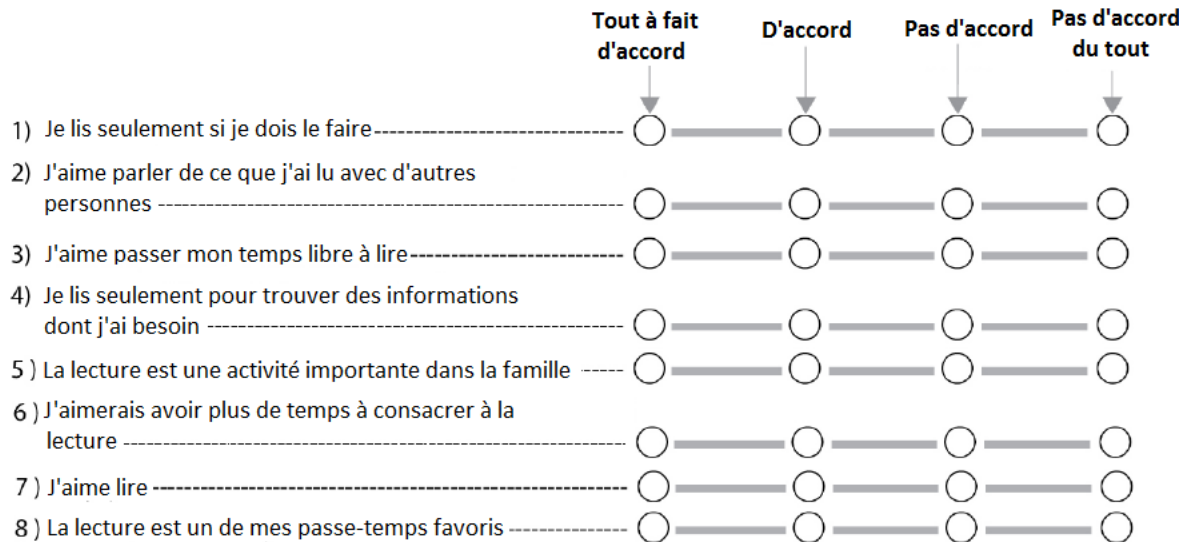 Tout à fait d'accord
D'accord
Pas d'accord
Pas d'accord du tout
1) Je lis seulement si je dois le faire
2) J'aime parler de ce que j'ai lu avec d'autres
personnes
3) J'aime passer mon temps libre à lire
4) Je lis seulement pour trouver des informations
dont j'ai besoin
5 ) La lecture est une activité importante dans la famille
6 ) J'aimerais avoir plus de temps à consacrer à la
lecture
7 ) J'aime lire
8 ) La lecture est un de mes passe-temps favoris